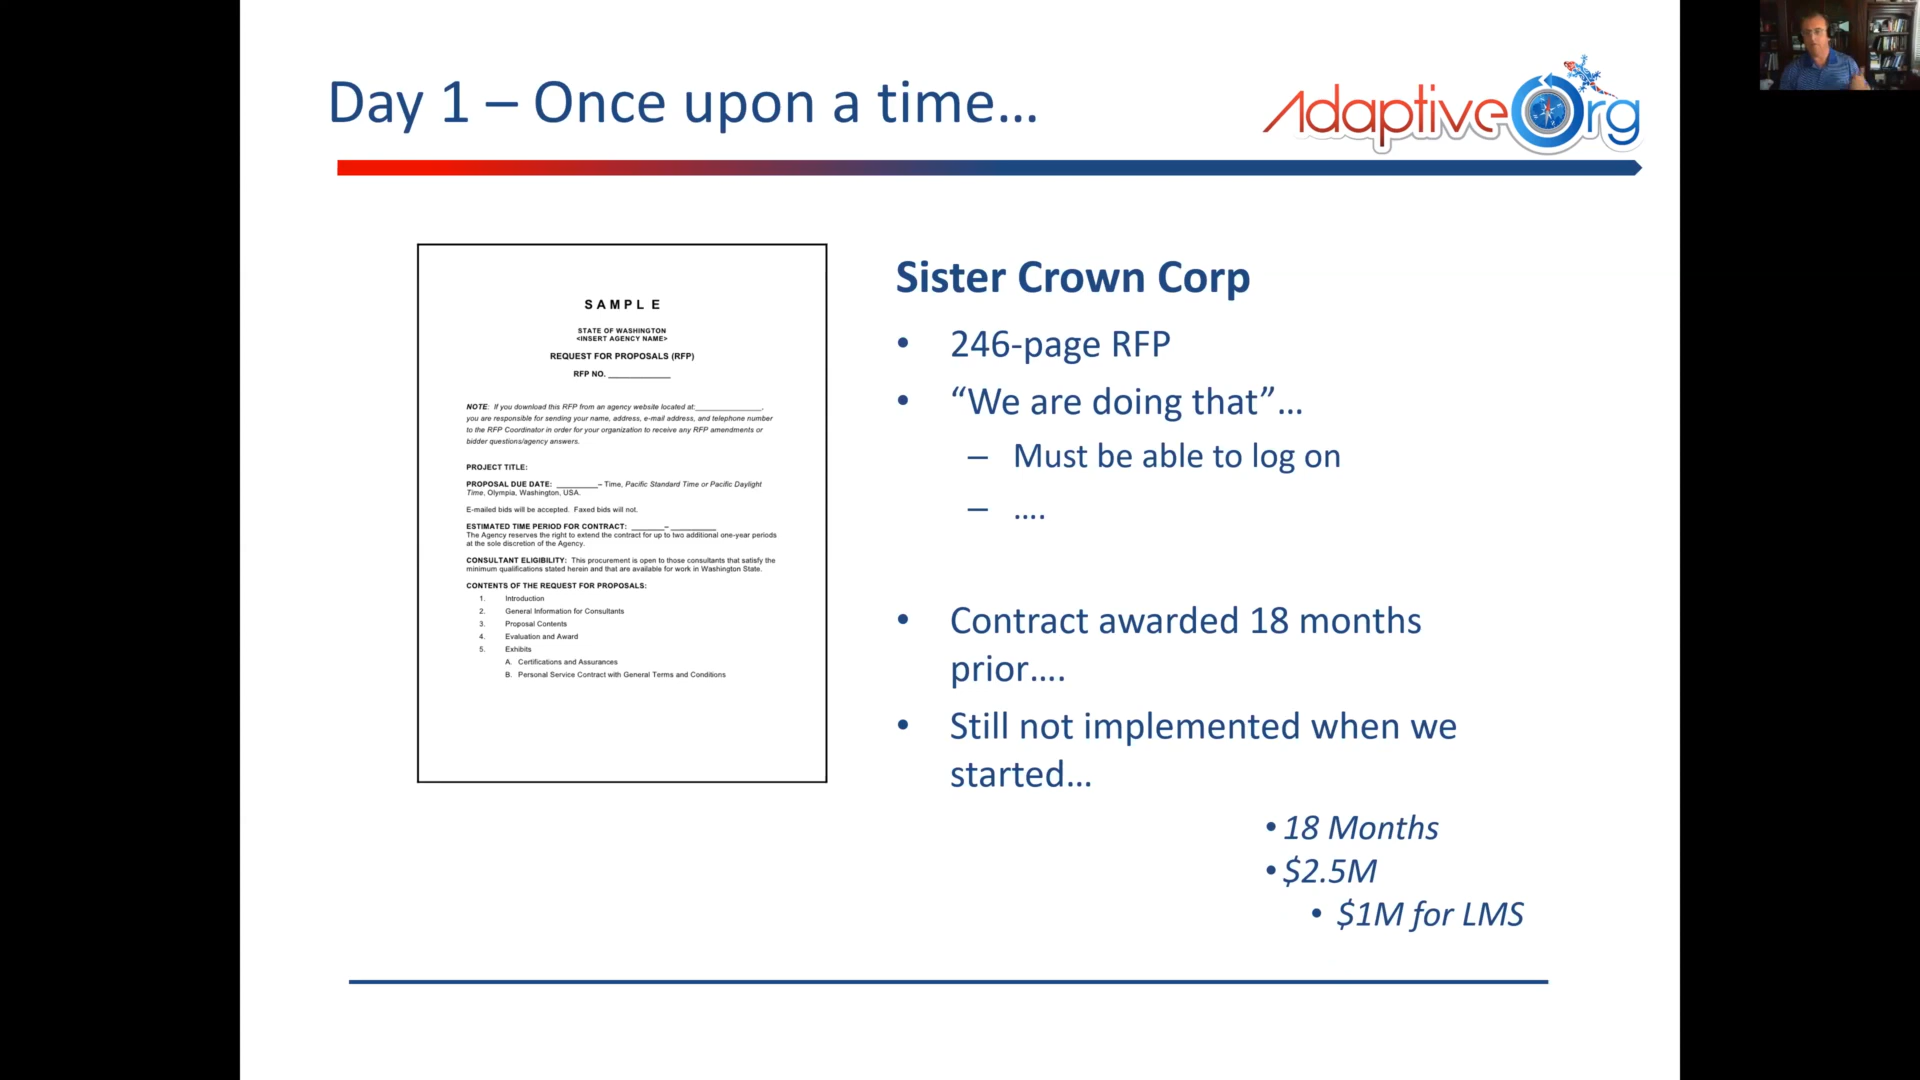 Day 1 – Once upon a time…
AdaptiveOrg
SAMPLE
STATE OF WASHINGTON
<INSERT AGENCY NAME>
REQUEST FOR PROPOSALS (RFP)
RFP NO. _____________
NOTE: If you download this RFP from an agency website located at:________________,
you are responsible for sending your name, address, e-mail address, and telephone number
to the RFP Coordinator in order for your organization to receive any RFP amendments or
bidder questions/agency answers.
PROJECT TITLE:
PROPOSAL DUE DATE: _________– Time, Pacific Standard Time or Pacific Daylight
Time, Olympia, Washington, USA.
E-mailed bids will be accepted. Faxed bids will not.
ESTIMATED TIME PERIOD FOR CONTRACT: _______– __________
The Agency reserves the right to extend the contract for up to two additional one-year periods
at the sole discretion of the Agency.
CONSULTANT ELIGIBILITY: This procurement is open to those consultants that satisfy the
minimum qualifications stated herein and that are available for work in Washington State.
CONTENTS OF THE REQUEST FOR PROPOSALS:
1. Introduction
2. General Information for Consultants
3. Proposal Contents
4. Evaluation and Award
5. Exhibits
A. Certifications and Assurances
B. Personal Service Contract with General Terms and Conditions
Sister Crown Corp
• 246-page RFP
• “We are doing that”…
– Must be able to log on
– ….
• Contract awarded 18 months
prior….
• Still not implemented when we
started…
• 18 Months
• $2.5M
• $1M for LMS